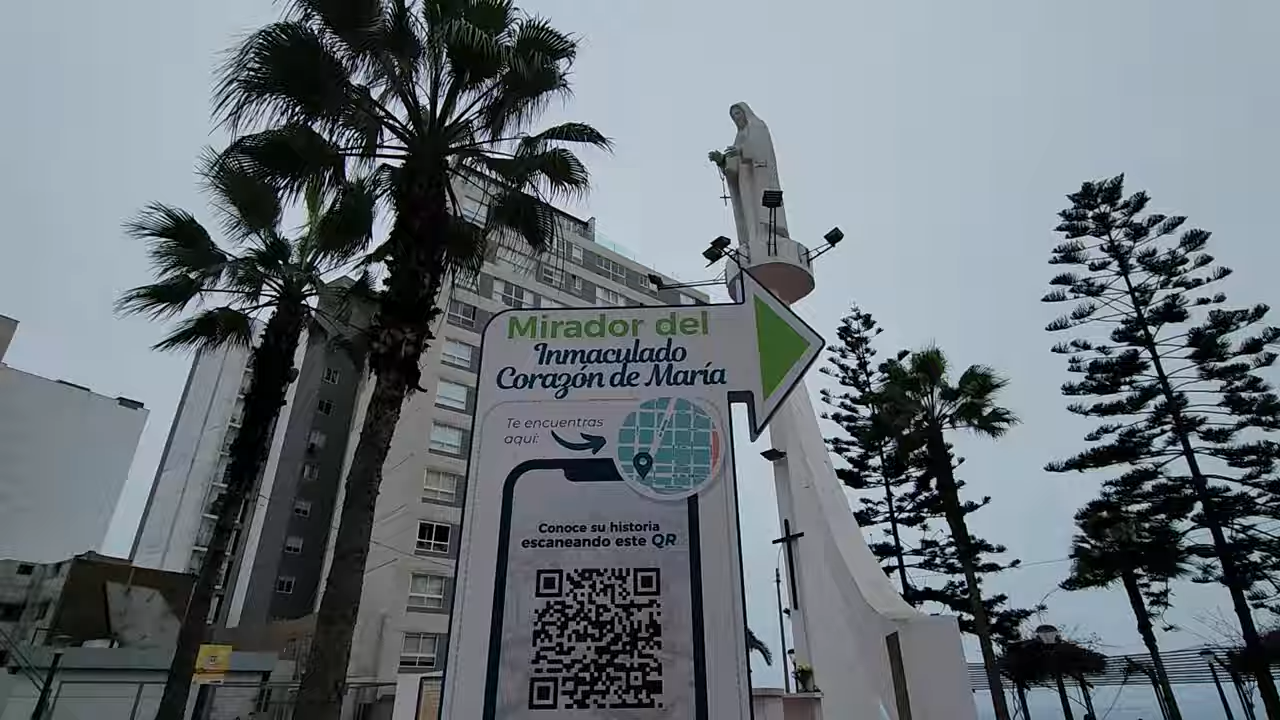 Mirador del
Inmaculado
Corazón de María
Te encuentras
aquí:
Conoce su historia
escaneando este QR